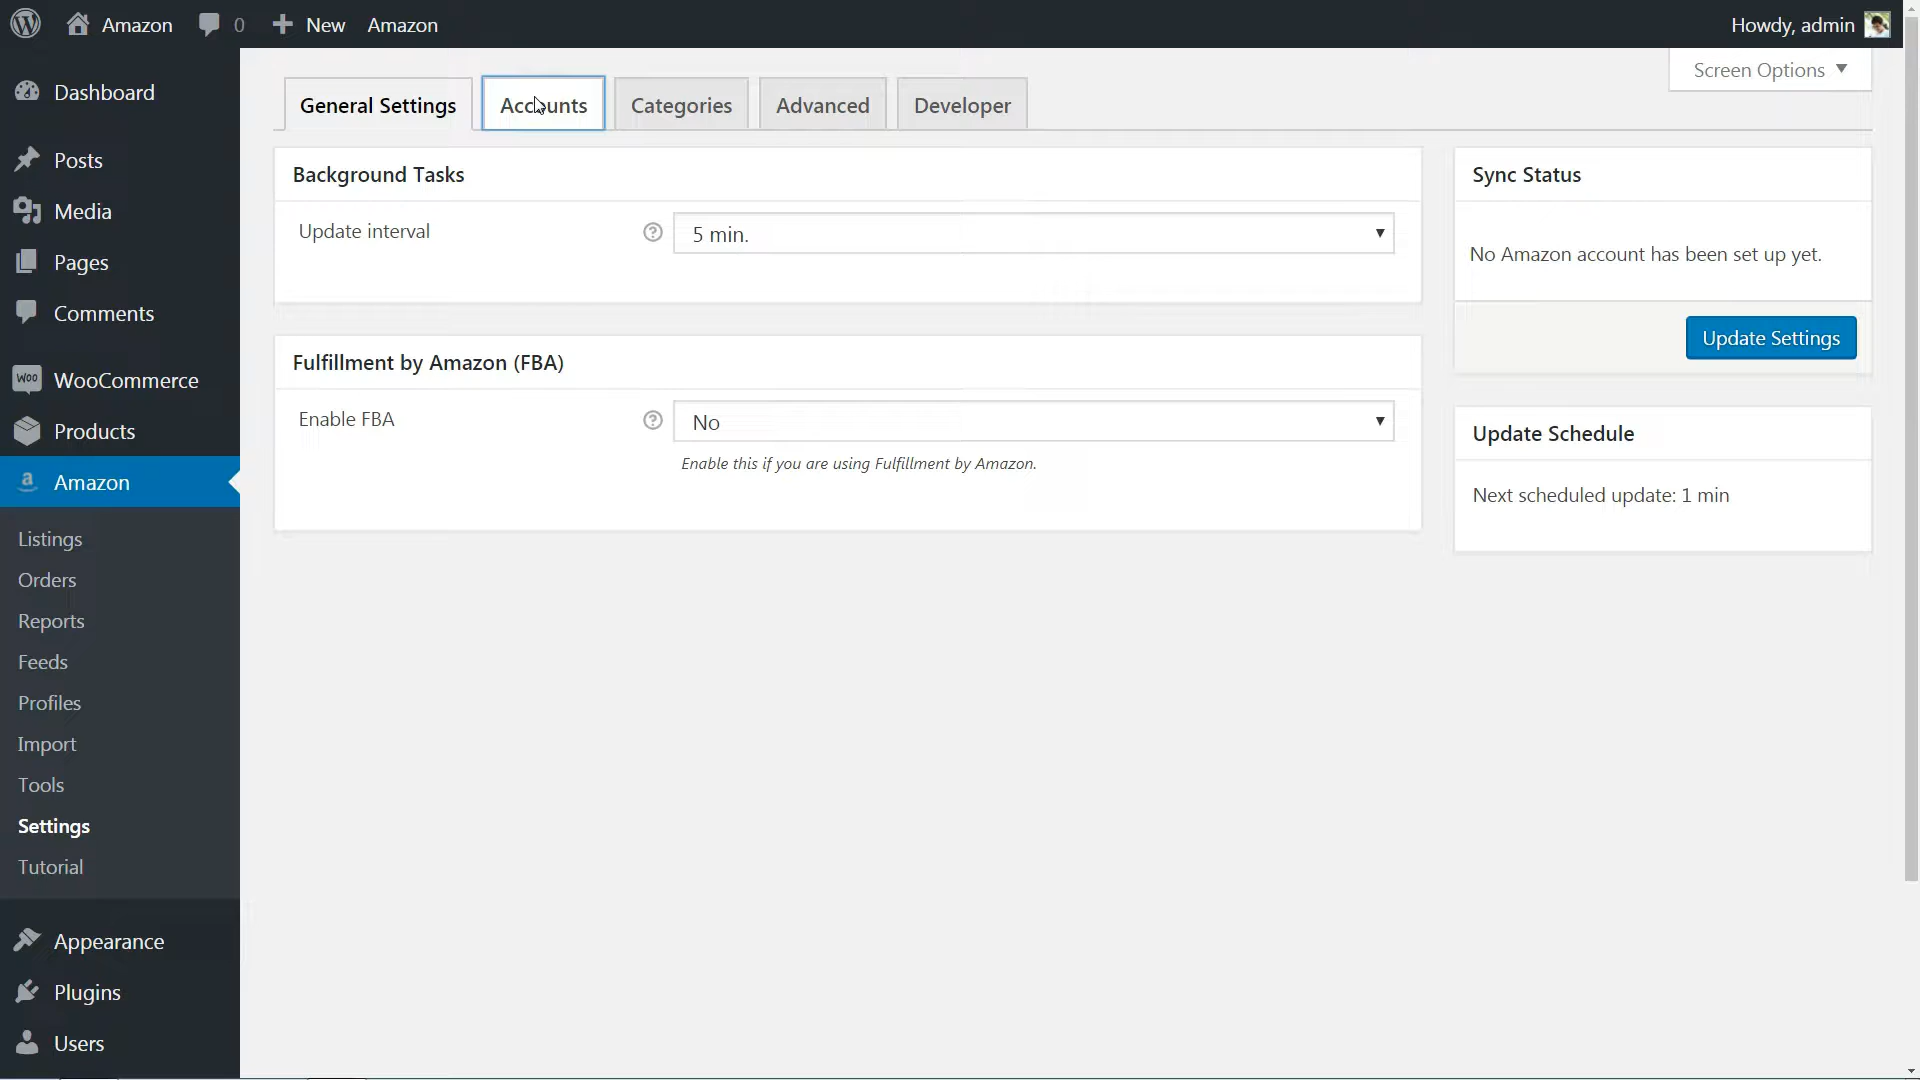 Amazon
0
New
Amazon
Howdy, admin
Dashboard
Posts
Media
Pages
Comments
WOO
WooCommerce
Products
a
Amazon
Listings
Orders
Reports
Feeds
Profiles
Import
Tools
Settings
Tutorial
Appearance
Plugins
Users
Screen Options
General Settings
Accounts
Categories
Advanced
Developer
Background Tasks
Update interval
?
5 min.
Fulfillment by Amazon (FBA)
Enable FBA
?
No
Enable this if you are using Fulfillment by Amazon.
Sync Status
No Amazon account has been set up yet.
Update Settings
Update Schedule
Next scheduled update: 1 min